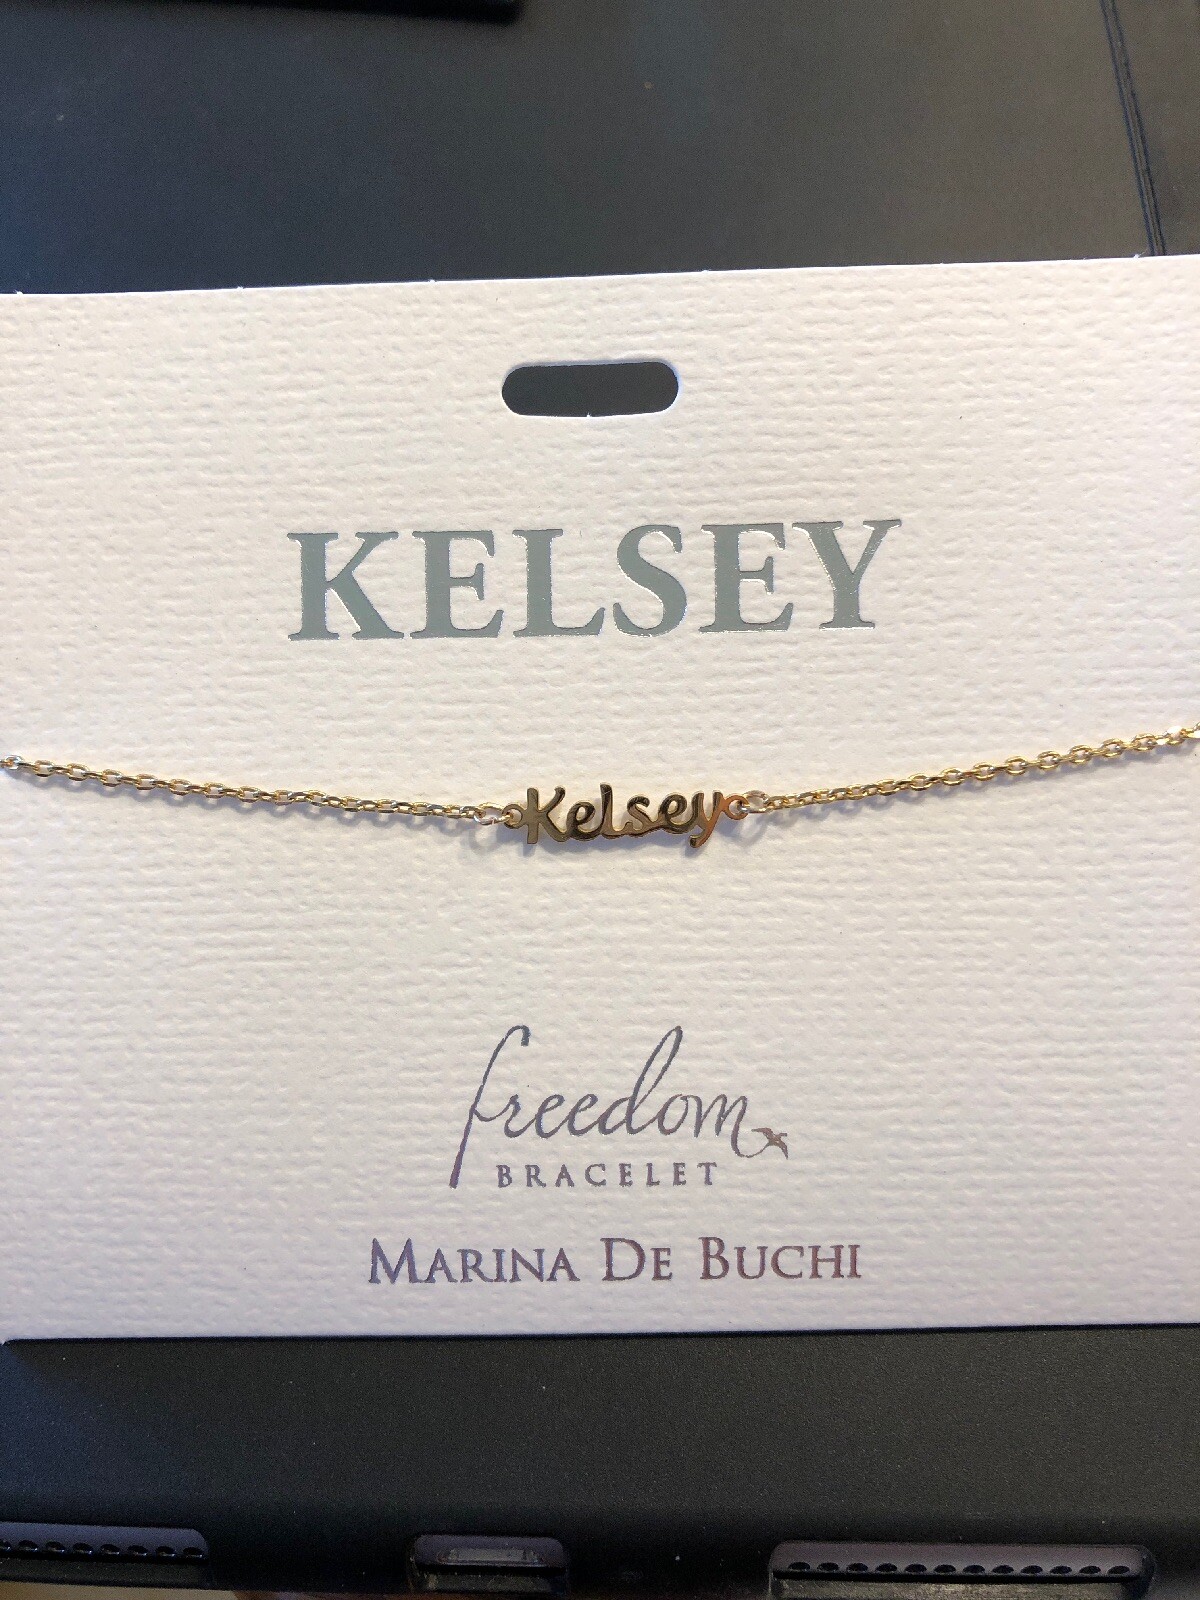 KELSEY
Kelsey
freedom
BRACELET
MARINA DE BUCHI